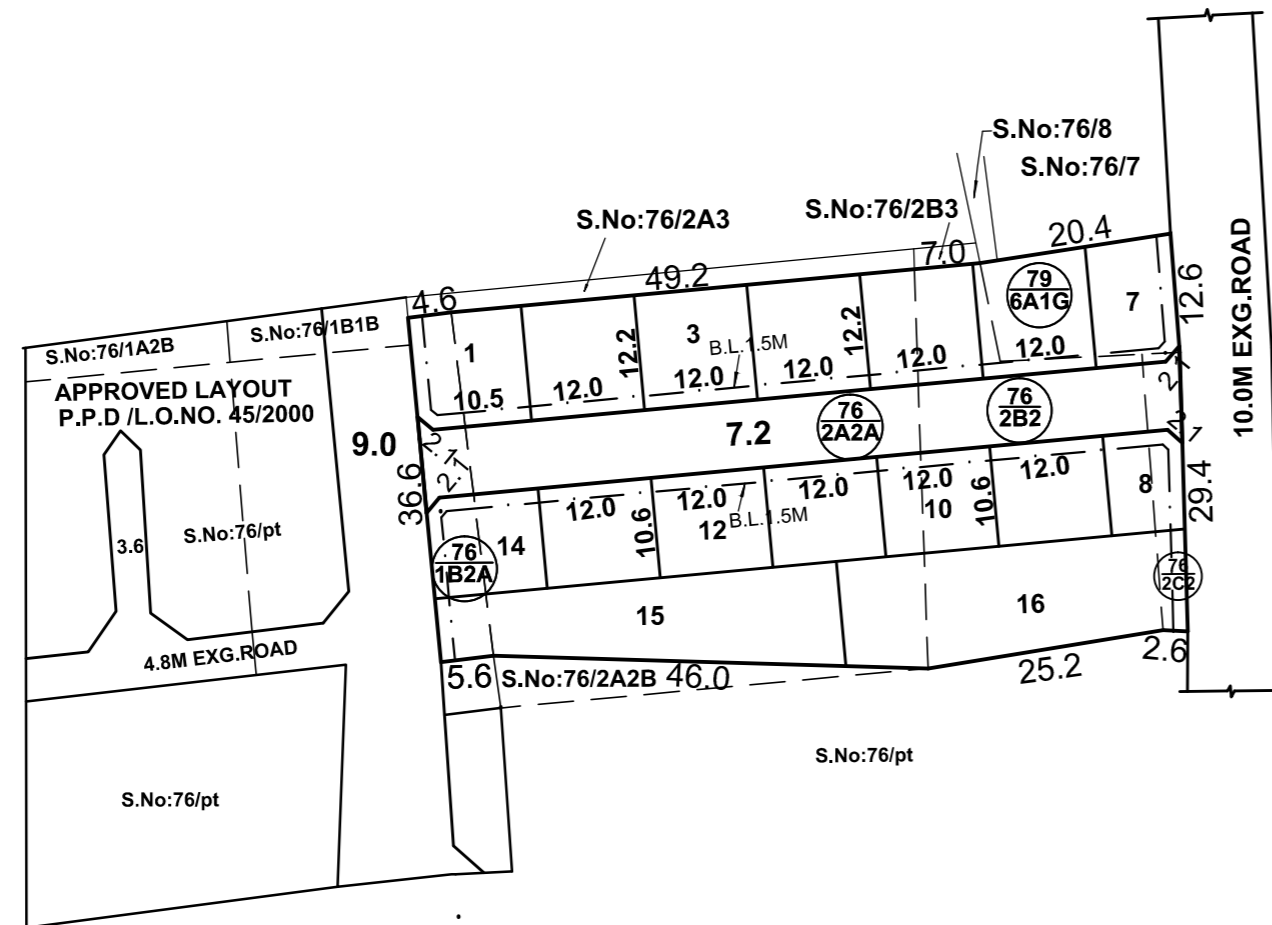 S.No:76/8
S.No:76/7
S.No:76/2A3
S.No:76/2B3
20.4
7.0
49.2
4.6
79
6A1G
12.6
10.0M EXG.ROAD
S.No:76/1A2B
S.No:76/1B1B
1
12.2
3
B.L.1.5M
12.2
7
10.5
12.0
12.0
12.0
12.0
12.0
APPROVED LAYOUT
P.P.D /L.O.NO. 45/2000
9.0
7.2
76
2A2A
76
2B2
2.1
2.1
2.1
2.1
36.6
29.4
S.No:76/pt
3.6
12.0
12.0
12.0
12.0
12.0
14
10.6
12
B.L.1.5M
10
10.6
8
76
1B2A
76
2C2
15
16
4.8M EXG.ROAD
5.6
S.No:76/2A2B
46.0
25.2
2.6
S.No:76/pt
S.No:76/pt